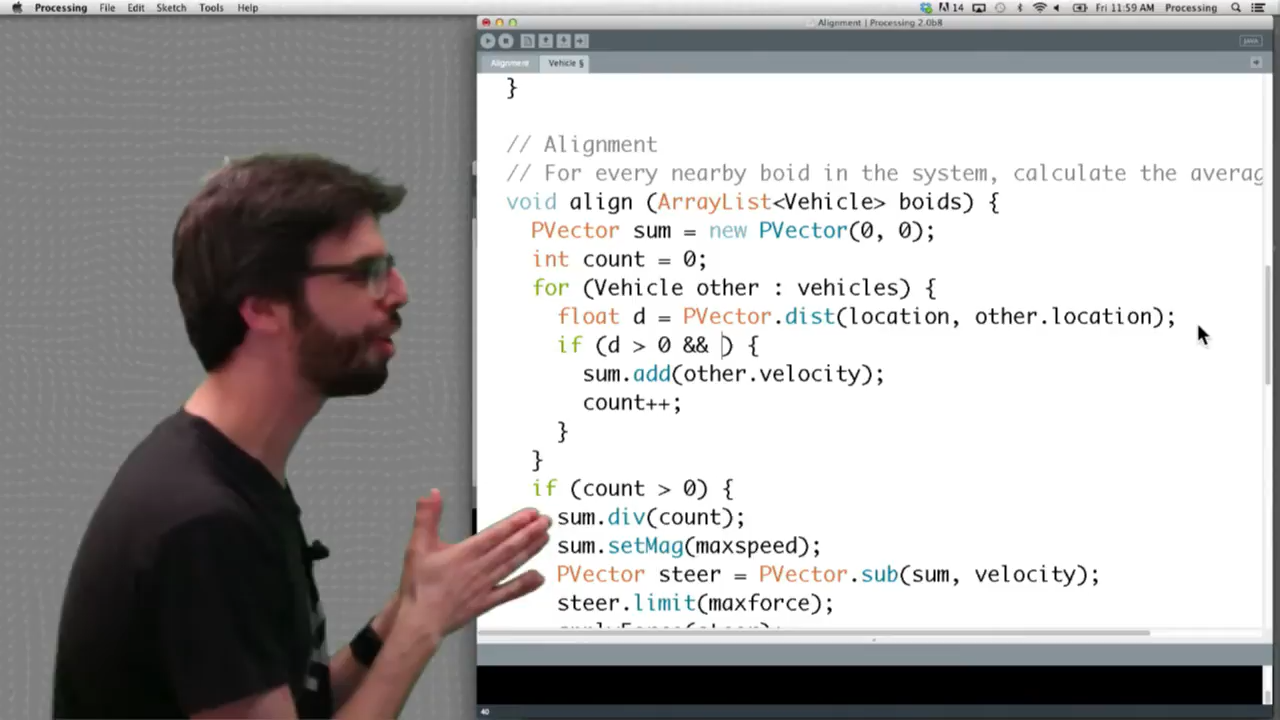 Processing File Edit Sketch Tools Help 14 Fri 11:59 AM Processing
Alignment | Processing 2.0b8
JAVA
Alignment Vehicle §
}
// Alignment
// For every nearby boid in the system, calculate the averag
void align (ArrayList<Vehicle> boids) {
PVector sum = new PVector(0, 0);
int count = 0;
for (Vehicle other : vehicles) {
float d = PVector.dist(location, other.location);
if (d > 0 && ) {
sum.add(other.velocity);
count++;
}
}
if (count > 0) {
sum.div(count);
sum.setMag(maxspeed);
PVector steer = PVector.sub(sum, velocity);
steer.limit(maxforce);
40